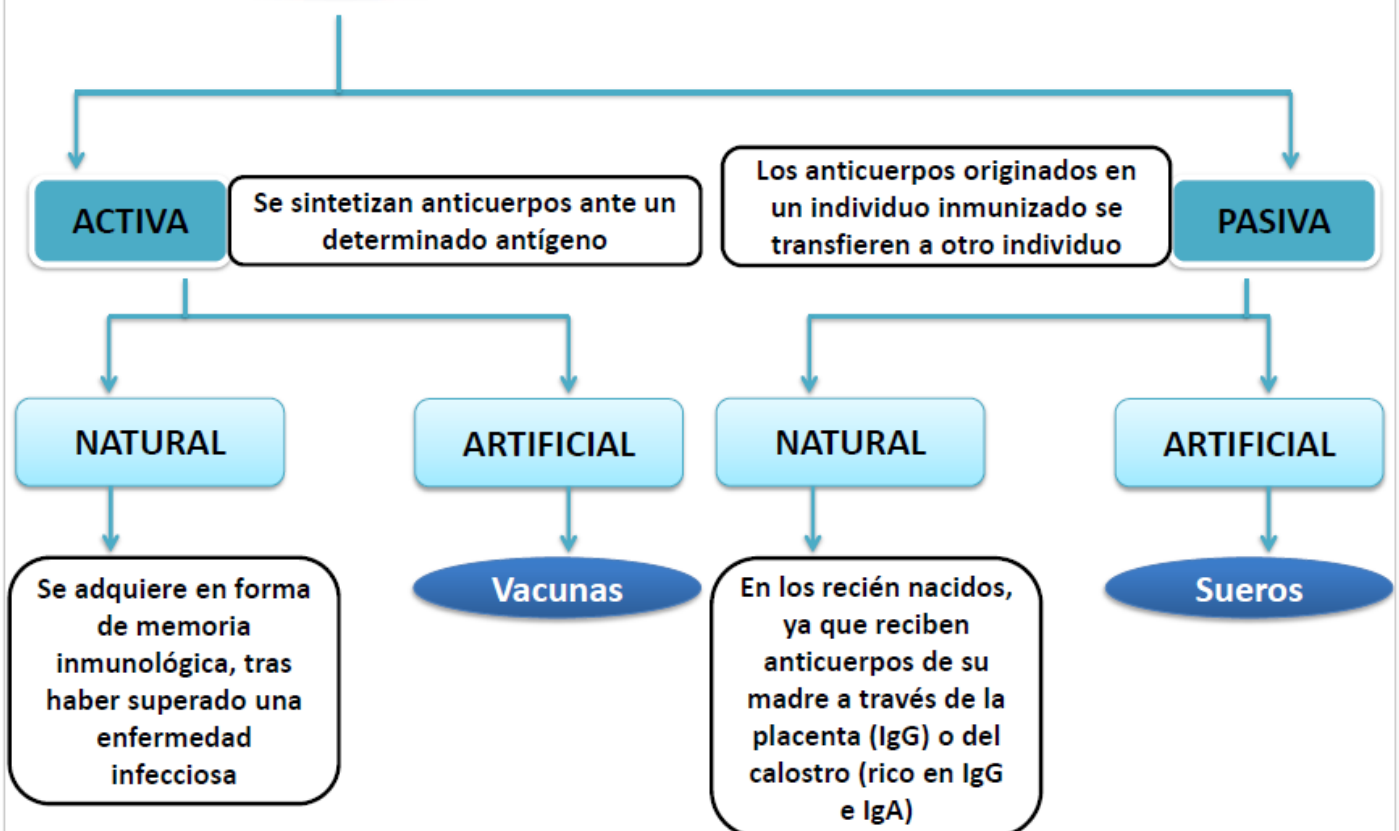 ACTIVA
Se sintetizan anticuerpos ante un
determinado antígeno
Los anticuerpos originados en
un individuo inmunizado se
transfieren a otro individuo
PASIVA
NATURAL
ARTIFICIAL
NATURAL
ARTIFICIAL
Se adquiere en forma
de memoria
inmunológica, tras
haber superado una
enfermedad
infecciosa
Vacunas
En los recién nacidos,
ya que reciben
anticuerpos de su
madre a través de la
placenta (IgG) o del
calostro (rico en IgG
e IgA)
Sueros